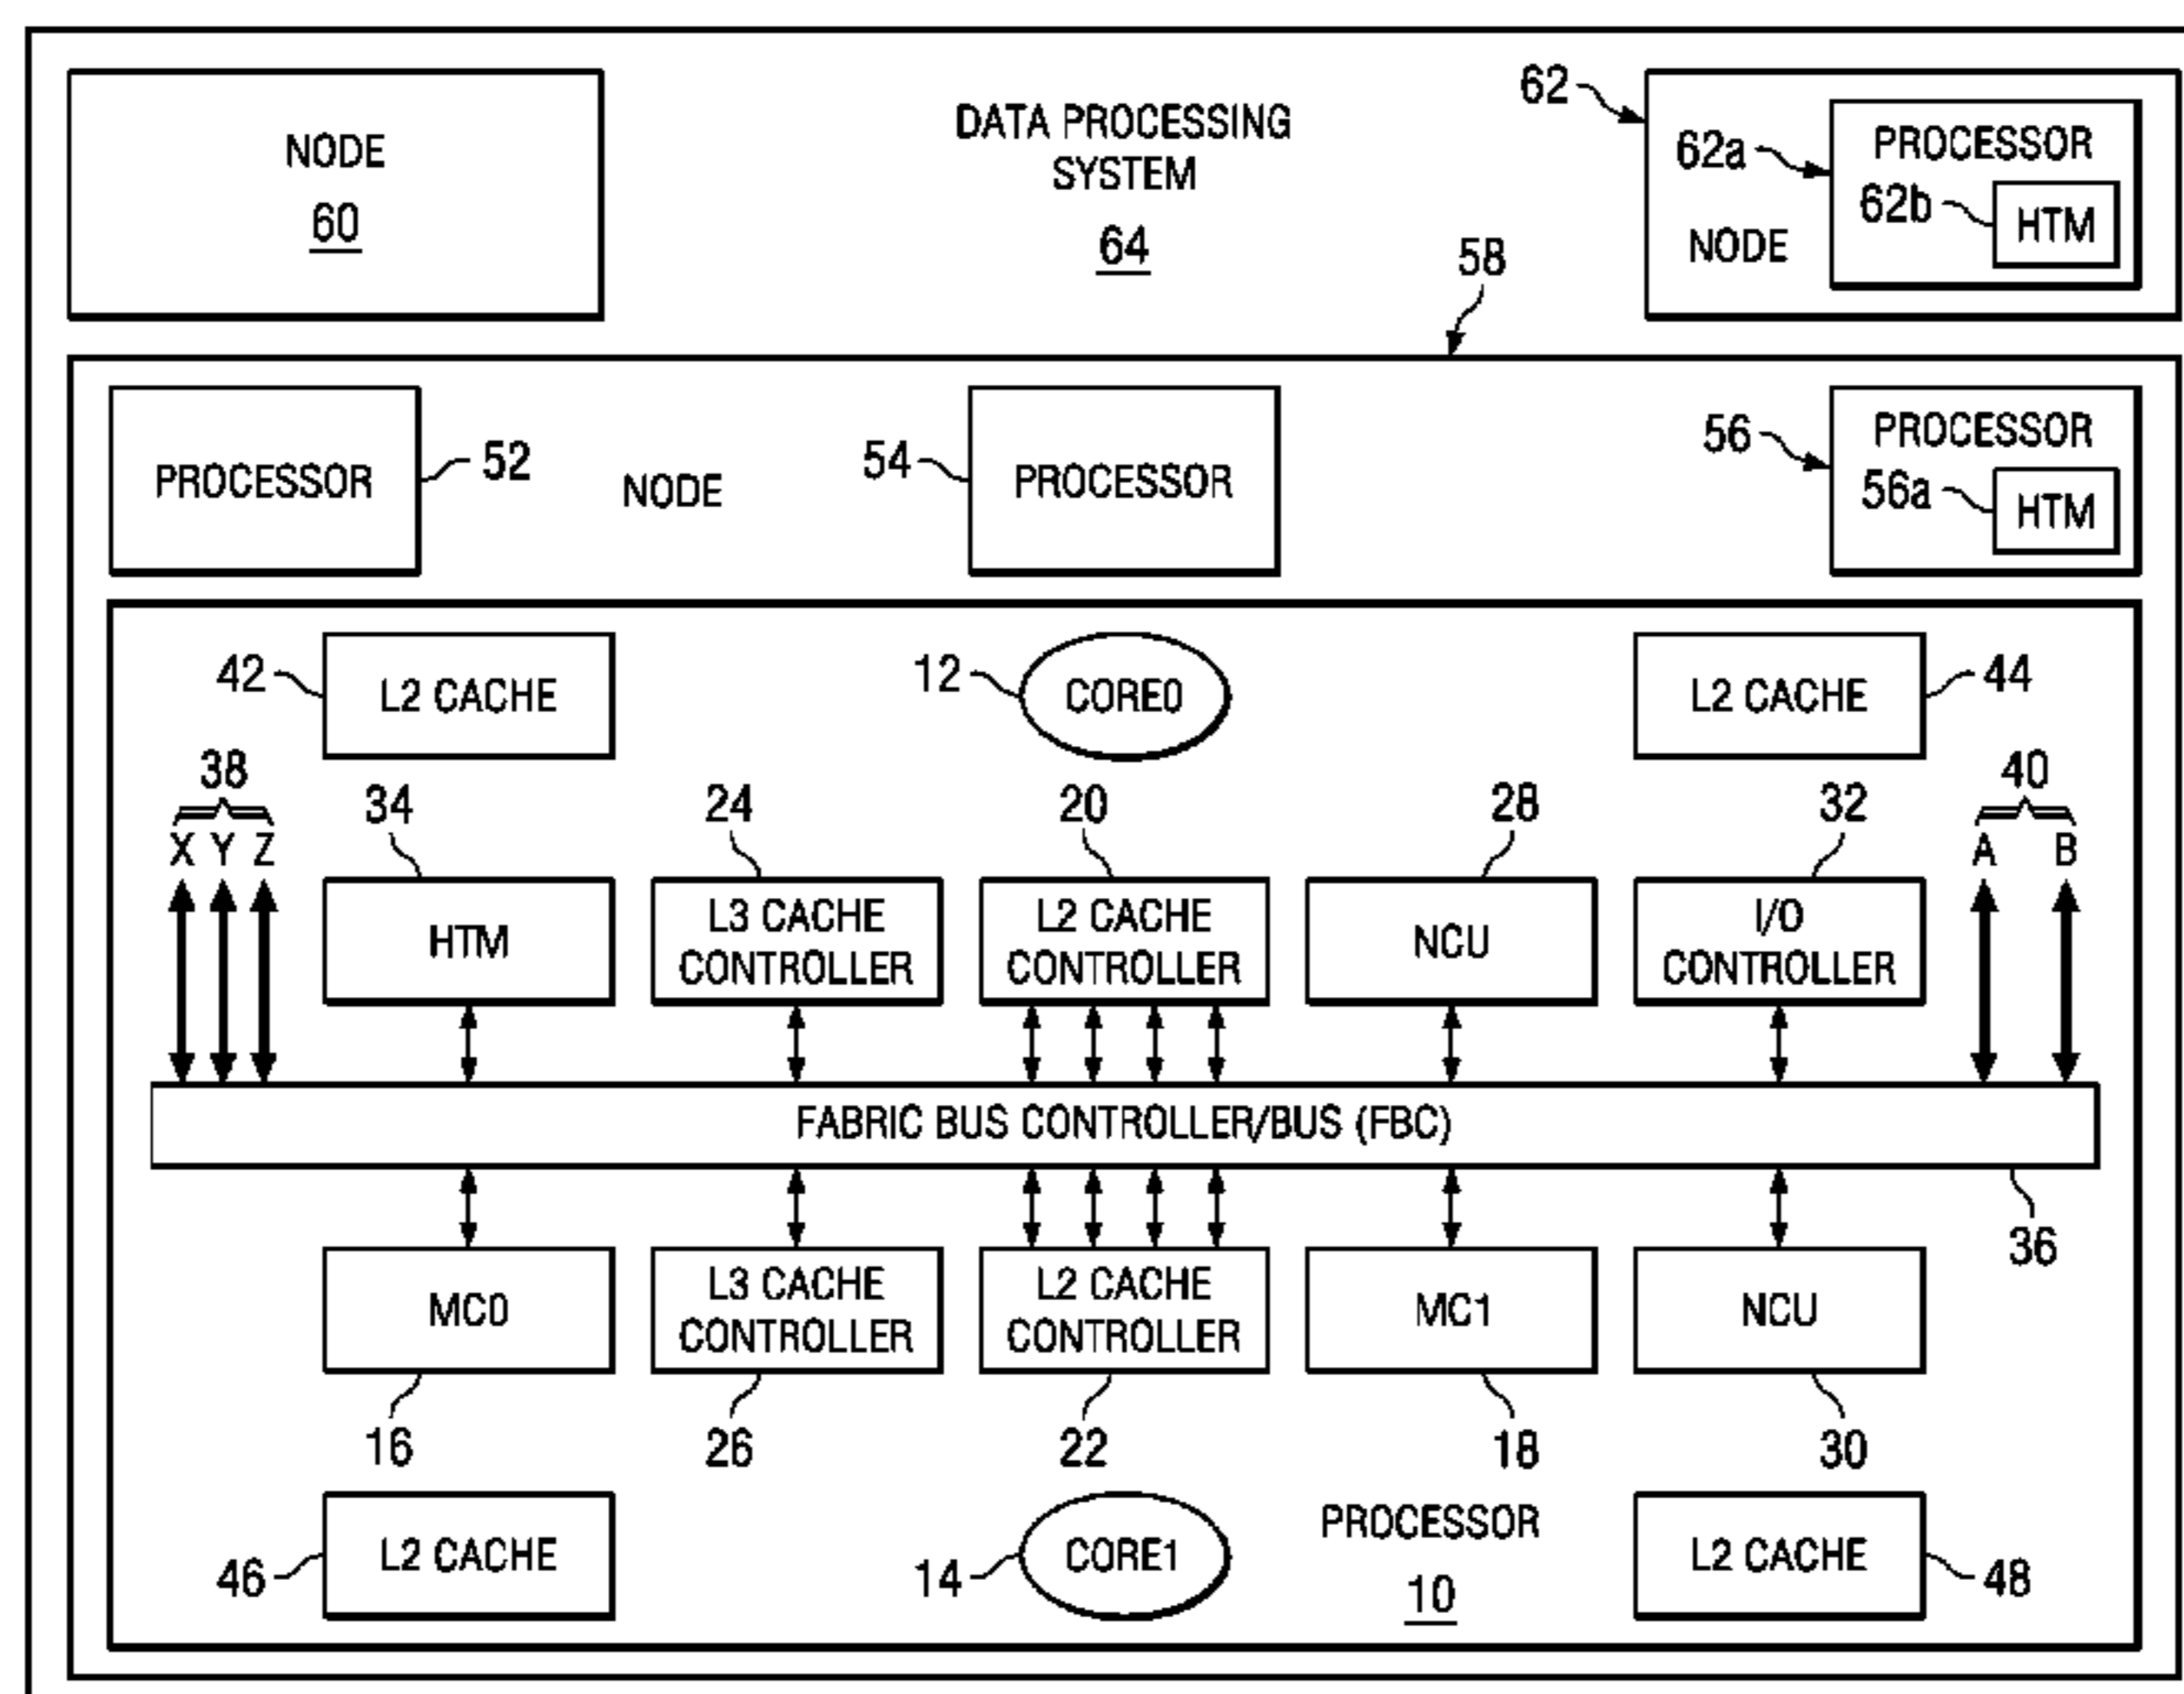 NODE
60
DATA PROCESSING
SYSTEM
64
62
62a
PROCESSOR
62b
HTM
NODE
58
PROCESSOR
52
NODE
54
PROCESSOR
56
PROCESSOR
56a
HTM
42
L2 CACHE
12
CORE0
L2 CACHE
44
38
X Y Z
34
24
20
28
32
40
A B
HTM
L3 CACHE
CONTROLLER
L2 CACHE
CONTROLLER
NCU
I/O
CONTROLLER
FABRIC BUS CONTROLLER/BUS (FBC)
36
MC0
L3 CACHE
CONTROLLER
L2 CACHE
CONTROLLER
MC1
NCU
16
26
22
18
30
46
L2 CACHE
14
CORE1
PROCESSOR
10
L2 CACHE
48